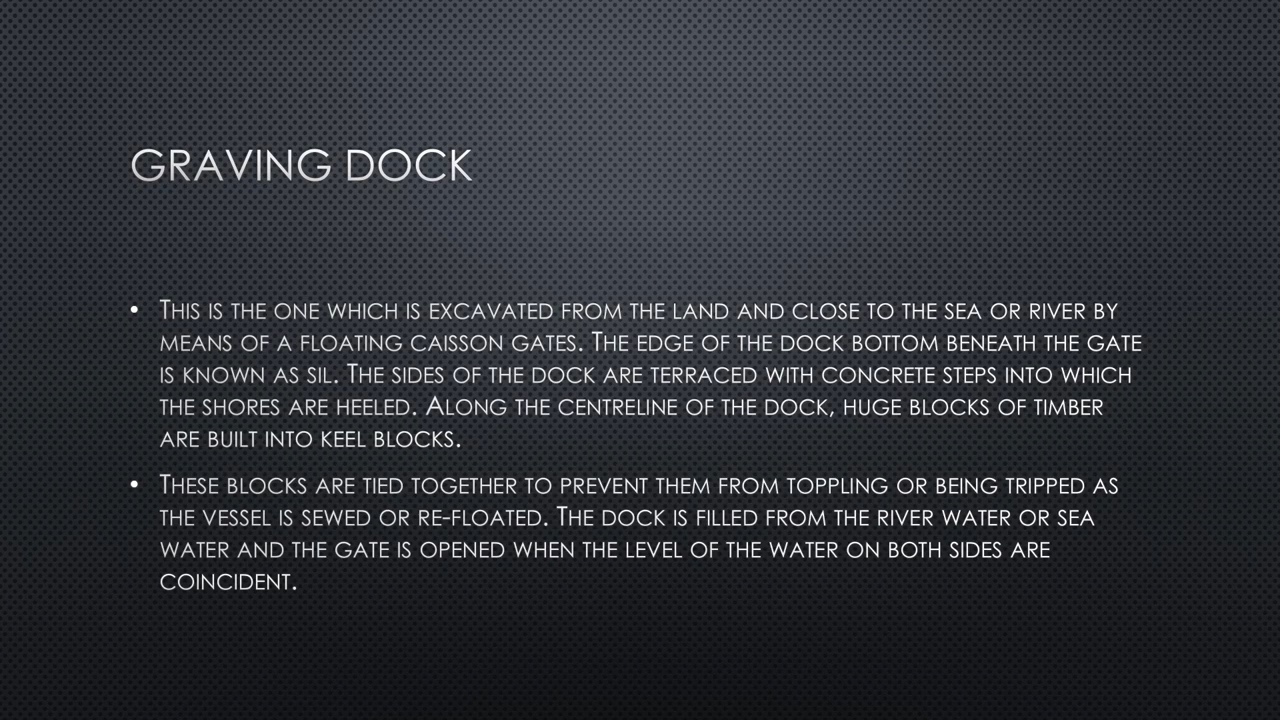 GRAVING DOCK
• THIS IS THE ONE WHICH IS EXCAVATED FROM THE LAND AND CLOSE TO THE SEA OR RIVER BY
MEANS OF A FLOATING CAISSON GATES. THE EDGE OF THE DOCK BOTTOM BENEATH THE GATE
IS KNOWN AS SIL. THE SIDES OF THE DOCK ARE TERRACED WITH CONCRETE STEPS INTO WHICH
THE SHORES ARE HEELED. ALONG THE CENTRELINE OF THE DOCK, HUGE BLOCKS OF TIMBER
ARE BUILT INTO KEEL BLOCKS.
• THESE BLOCKS ARE TIED TOGETHER TO PREVENT THEM FROM TOPPLING OR BEING TRIPPED AS
THE VESSEL IS SEWED OR RE-FLOATED. THE DOCK IS FILLED FROM THE RIVER WATER OR SEA
WATER AND THE GATE IS OPENED WHEN THE LEVEL OF THE WATER ON BOTH SIDES ARE
COINCIDENT.